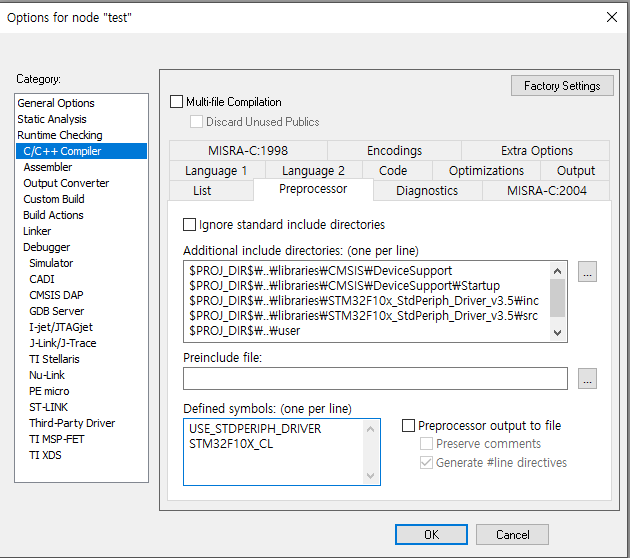 Options for node "test"
Category:
General Options
Static Analysis
Runtime Checking
C/C++ Compiler
Assembler
Output Converter
Custom Build
Build Actions
Linker
Debugger
Simulator
CADI
CMSIS DAP
GDB Server
I-jet/JTAGjet
J-Link/J-Trace
TI Stellaris
Nu-Link
PE micro
ST-LINK
Third-Party Driver
TI MSP-FET
TI XDS
Factory Settings
Multi-file Compilation
Discard Unused Publics
MISRA-C:1998 Encodings Extra Options
Language 1 Language 2 Code Optimizations Output
List Preprocessor Diagnostics MISRA-C:2004
Ignore standard include directories
Additional include directories: (one per line)
$PROJ_DIR$₩..₩libraries₩CMSIS₩DeviceSupport
$PROJ_DIR$₩..₩libraries₩CMSIS₩DeviceSupport₩Startup
$PROJ_DIR$₩..₩libraries₩STM32F10x_StdPeriph_Driver_v3.5₩inc
$PROJ_DIR$₩..₩libraries₩STM32F10x_StdPeriph_Driver_v3.5₩src
$PROJ_DIR$₩..₩user
...
Preinclude file:
...
Defined symbols: (one per line)
USE_STDPERIPH_DRIVER
STM32F10X_CL
Preprocessor output to file
Preserve comments
Generate #line directives
OK Cancel